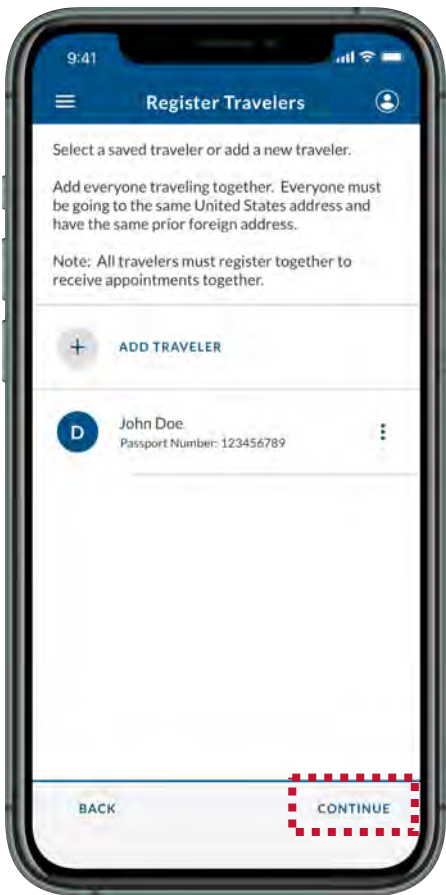 9:41
Register Travelers
Select a saved traveler or add a new traveler.
Add everyone traveling together. Everyone must
be going to the same United States address and
have the same prior foreign address.
Note: All travelers must register together to
receive appointments together.
+ ADD TRAVELER
D
John Doe
Passport Number: 123456789
BACK
CONTINUE